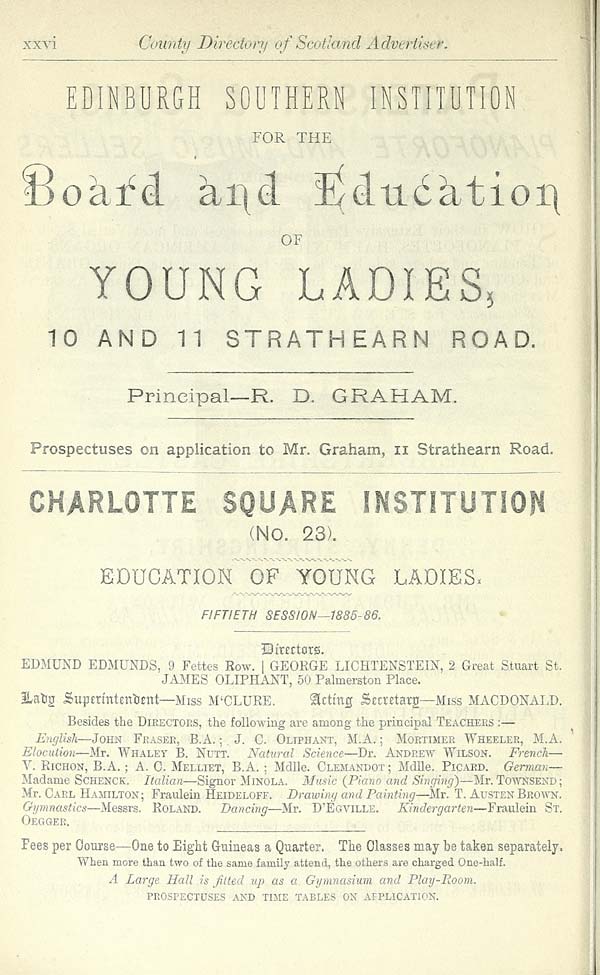 xxvi County Directory of Scotland Advertiser.
EDINBURGH SOUTHERN INSTITUTION
FOR THE
Board and Education
OF
YOUNG LADIES,
10 AND 11 STRATHEARN ROAD.
Principal—R. D. GRAHAM.
Prospectuses on application to Mr. Graham, 11 Strathearn Road.
CHARLOTTE SQUARE INSTITUTION
(No. 23).
EDUCATION OF YOUNG LADIES.
FIFTIETH SESSION—1885-86.
Directors.
EDMUND EDMUNDS, 9 Fettes Row. | GEORGE LICHTENSTEIN, 2 Great Stuart St.
JAMES OLIPHANT, 50 Palmerston Place.
Lady Superintendent—Miss M'CLURE. Acting Secretary—Miss MACDONALD.
Besides the DIRECTORS, the following are among the principal TEACHERS :—
English—JOHN FRASER, B.A.; J. C. OLIPHANT, M.A.; MORTIMER WHEELER, M.A.
Elocution—Mr. WHALEY B. NUTT. Natural Science—Dr. ANDREW WILSON. French—
V. RICHON, B.A.; A. C. MELLIET, B.A.; Mdlle. CLEMANDOT; Mdlle. PICARD. German—
Madame SCHENCK. Italian—Signor MINOLA. Music (Piano and Singing)—Mr. TOWNSEND;
Mr. CARL HAMILTON; Fraulein HEIDELOFF. Drawing and Painting—Mr. T. AUSTEN BROWN.
Gymnastics—Messrs. ROLAND. Dancing—Mr. D'EGVILLE. Kindergarten—Fraulein ST.
OEGGER.
Fees per Course—One to Eight Guineas a Quarter. The Classes may be taken separately.
When more than two of the same family attend, the others are charged One-half.
A Large Hall is fitted up as a Gymnasium and Play-Room.
PROSPECTUSES AND TIME TABLES ON APPLICATION.